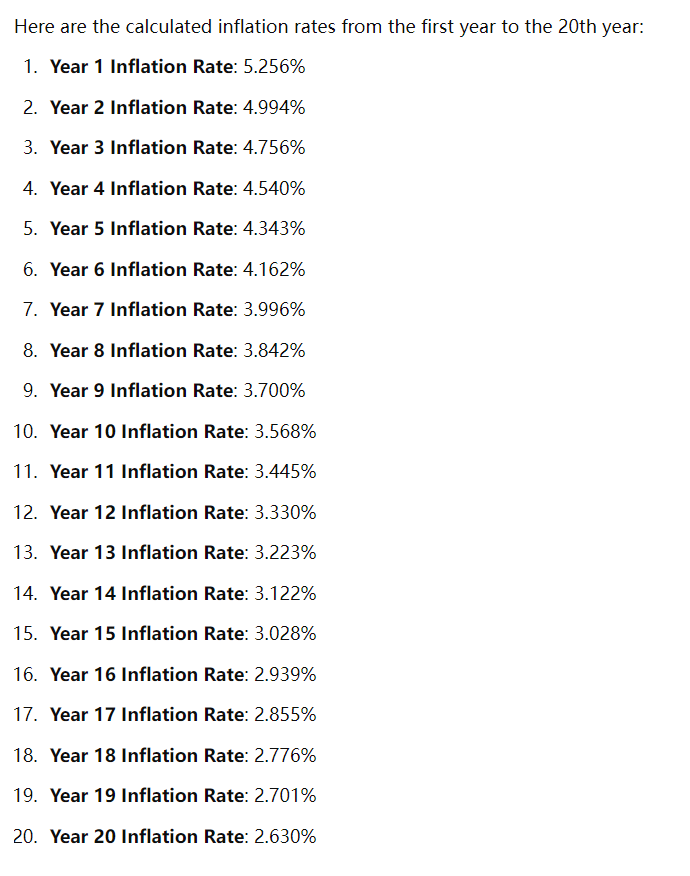 Here are the calculated inflation rates from the first year to the 20th year:
1. Year 1 Inflation Rate: 5.256%
2. Year 2 Inflation Rate: 4.994%
3. Year 3 Inflation Rate: 4.756%
4. Year 4 Inflation Rate: 4.540%
5. Year 5 Inflation Rate: 4.343%
6. Year 6 Inflation Rate: 4.162%
7. Year 7 Inflation Rate: 3.996%
8. Year 8 Inflation Rate: 3.842%
9. Year 9 Inflation Rate: 3.700%
10. Year 10 Inflation Rate: 3.568%
11. Year 11 Inflation Rate: 3.445%
12. Year 12 Inflation Rate: 3.330%
13. Year 13 Inflation Rate: 3.223%
14. Year 14 Inflation Rate: 3.122%
15. Year 15 Inflation Rate: 3.028%
16. Year 16 Inflation Rate: 2.939%
17. Year 17 Inflation Rate: 2.855%
18. Year 18 Inflation Rate: 2.776%
19. Year 19 Inflation Rate: 2.701%
20. Year 20 Inflation Rate: 2.630%